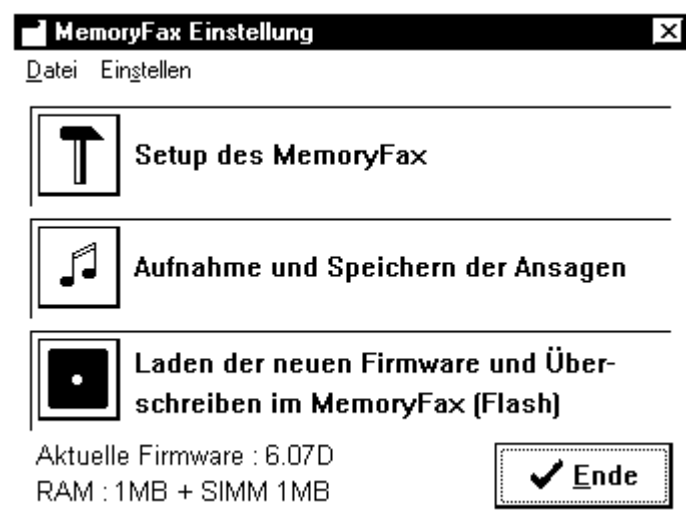 MemoryFax Einstellung
Datei Einstellen
Setup des MemoryFax
Aufnahme und Speichern der Ansagen
Laden der neuen Firmware und Über-
schreiben im MemoryFax (Flash)
Aktuelle Firmware : 6.07D
RAM : 1MB + SIMM 1MB
Ende